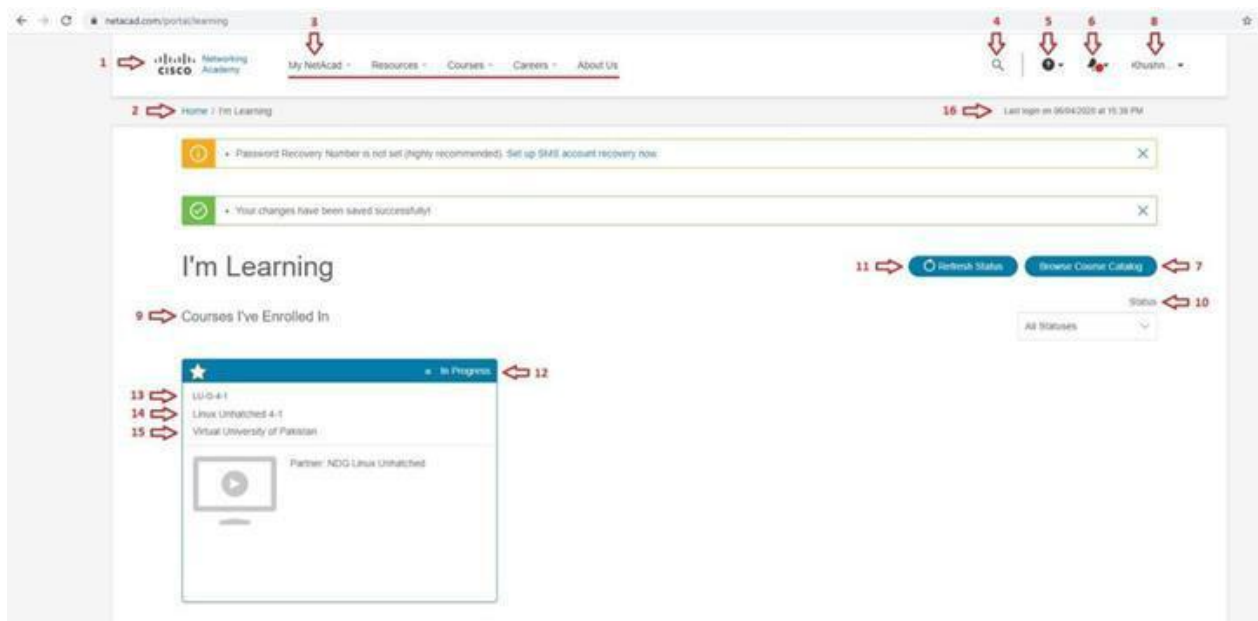 netacad.com/portal/learning
3 4 5 6 8
1 CISCO Networking Academy My NetAcad Resources Courses Careers About Us Khushn...
2 Home / I'm Learning 16 Last login on 06/04/2020 at 15:38 PM
Password Recovery Number is not set (highly recommended). Set up SMS account recovery now.
Your changes have been saved successfully!
I'm Learning 11 Refresh Status Browse Course Catalog 7
Status 10
9 Courses I've Enrolled In
All Statuses
In Progress 12
13 LU-O-4-1
14 Linux Unhatched 4-1
15 Virtual University of Pakistan
Partner: NDG Linux Unhatched